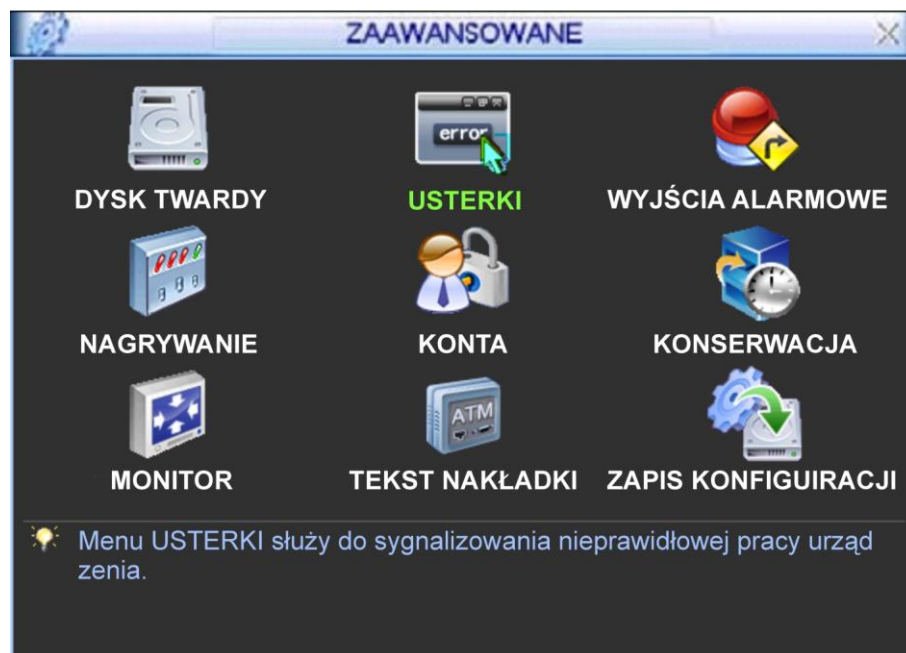 ZAAWANSOWANE
error
DYSK TWARDY USTERKI WYJŚCIA ALARMOWE
NAGRYWANIE KONTA KONSERWACJA
ATM
MONITOR TEKST NAKŁADKI ZAPIS KONFIGUIRACJI
Menu USTERKI służy do sygnalizowania nieprawidłowej pracy urząd
zenia.